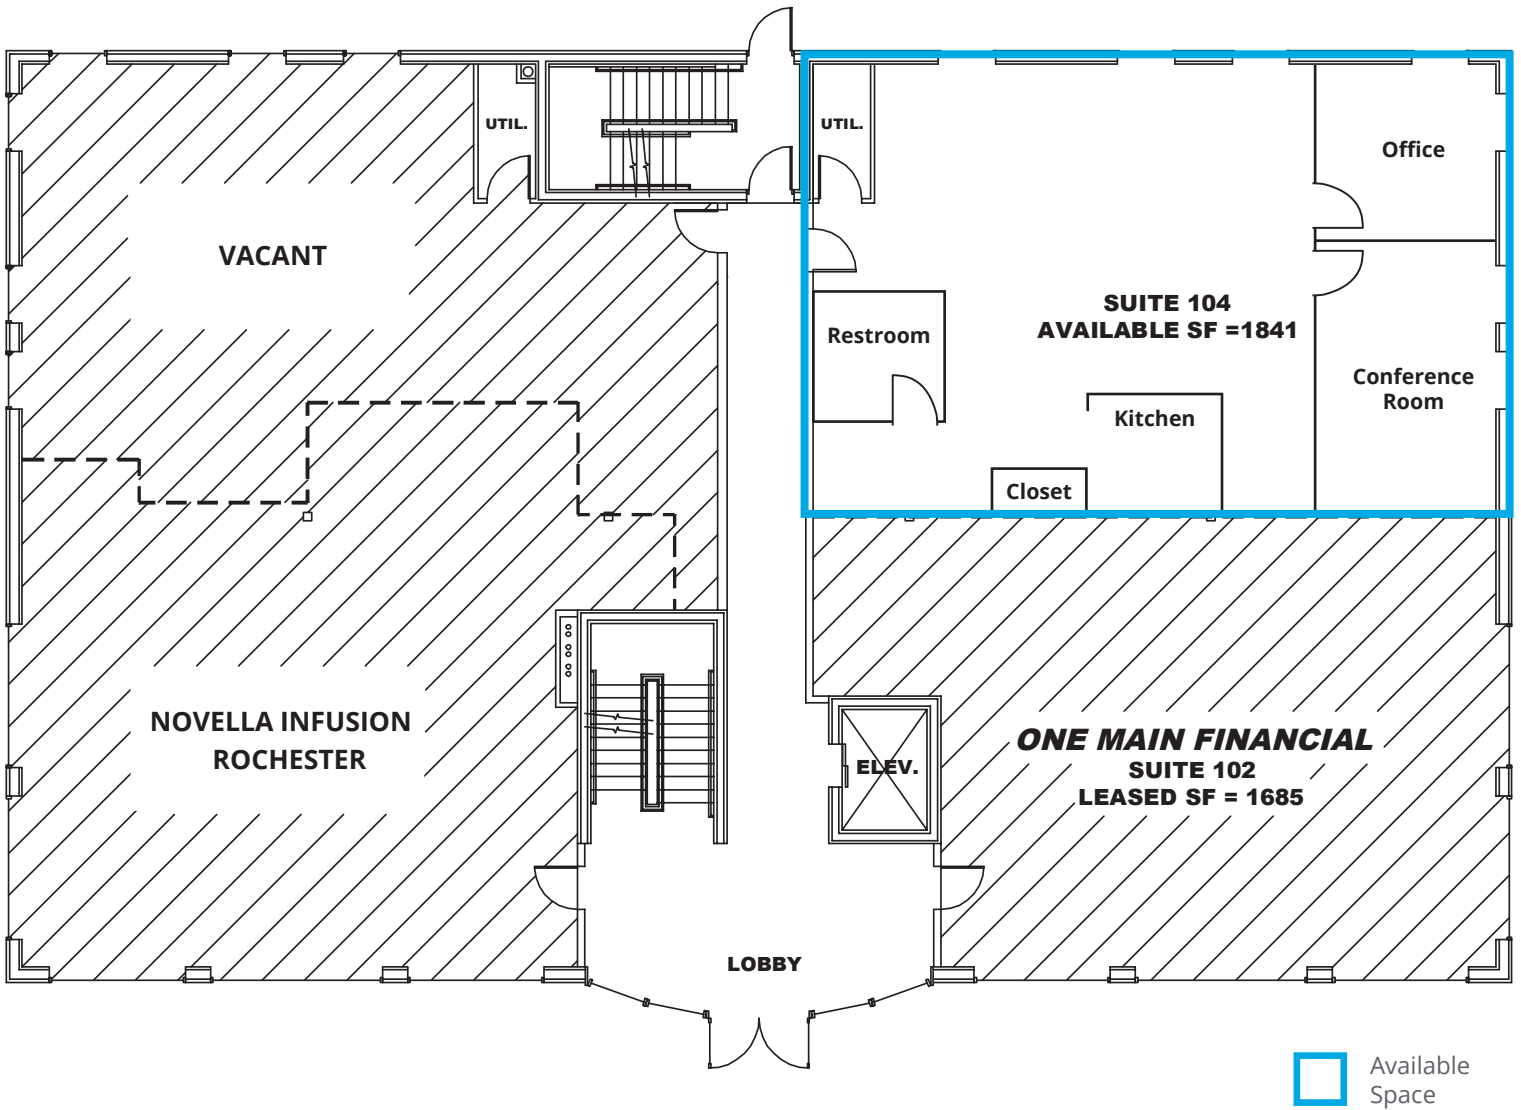 UTIL.
UTIL.
Office
VACANT
SUITE 104
AVAILABLE SF =1841
Restroom
Conference
Room
Kitchen
Closet
NOVELLA INFUSION
ROCHESTER
ELEV.
ONE MAIN FINANCIAL
SUITE 102
LEASED SF = 1685
LOBBY
Available
Space